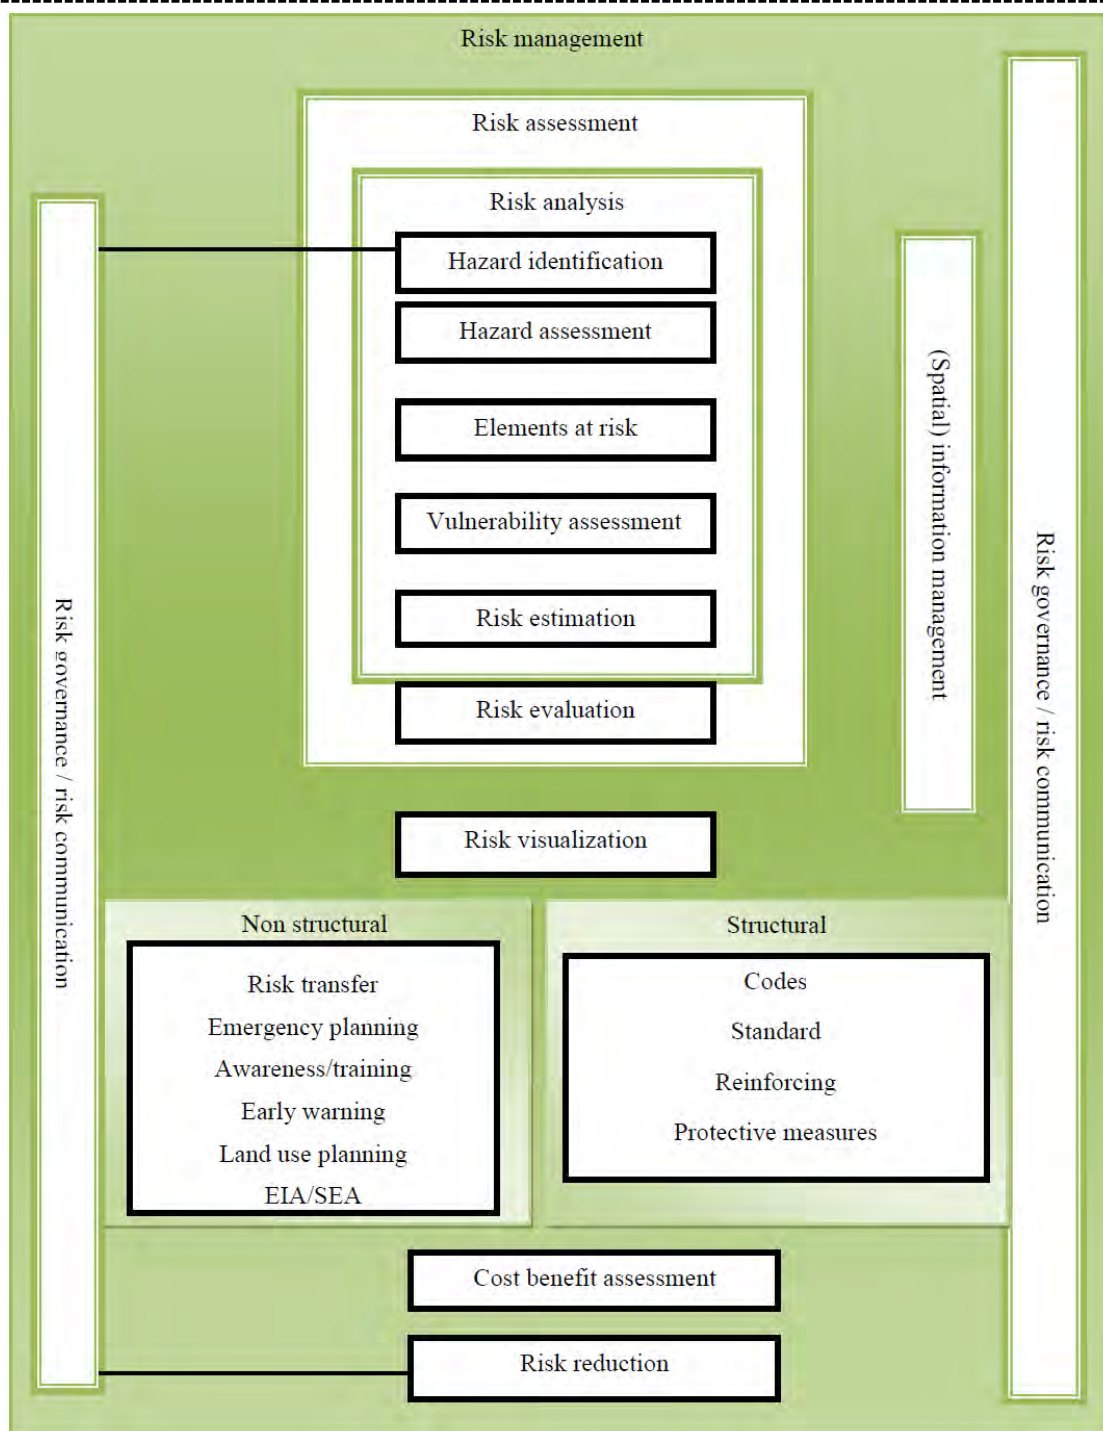 Risk management
Risk assessment
Risk analysis
Hazard identification
Hazard assessment
Elements at risk
Vulnerability assessment
Risk estimation
Risk evaluation
Risk visualization
(Spatial) information management
Risk governance / risk communication
Risk governance / risk communication
Non structural
Risk transfer
Emergency planning
Awareness/training
Early warning
Land use planning
EIA/SEA
Structural
Codes
Standard
Reinforcing
Protective measures
Cost benefit assessment
Risk reduction